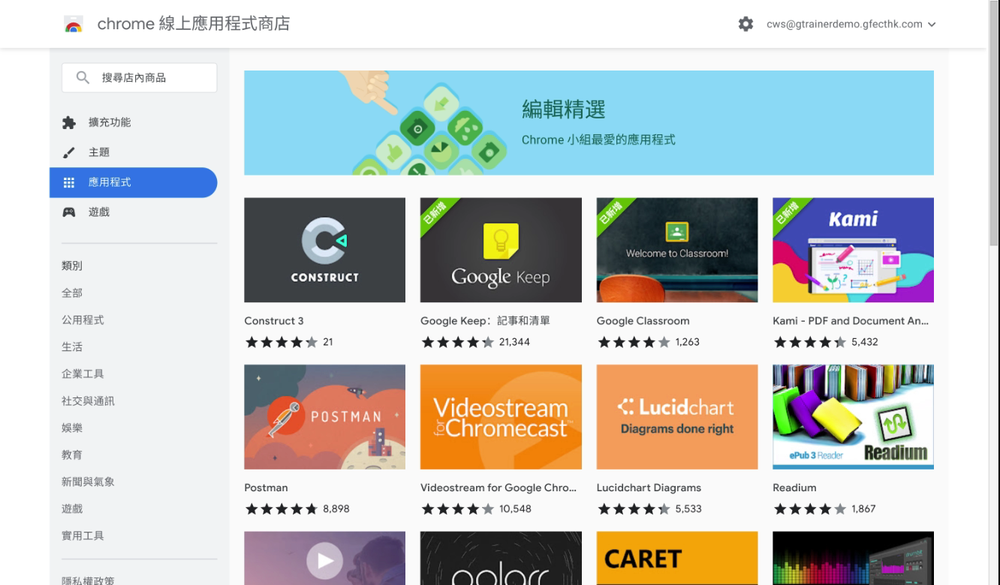 chrome 線上應用程式商店
cws@gtrainerdemo.gfecthk.com
搜尋店內商品
擴充功能
主題
應用程式
遊戲
類別
全部
公用程式
生活
企業工具
社交與通訊
娛樂
教育
新聞與氣象
遊戲
實用工具
隱私權政策
編輯精選
Chrome 小組最愛的應用程式
CONSTRUCT
Construct 3
21
已新增
Google Keep
Google Keep：記事和清單
21,344
已新增
Welcome to Classroom!
Google Classroom
1,263
已新增
Kami
Kami - PDF and Document An...
5,432
POSTMAN
Postman
8,898
Videostream
for Chromecast™
Videostream for Google Chro...
10,548
Lucidchart
Diagrams done right
Lucidchart Diagrams
5,533
ePub 3 Reader
Readium
Readium
1,867
polarr
CARET